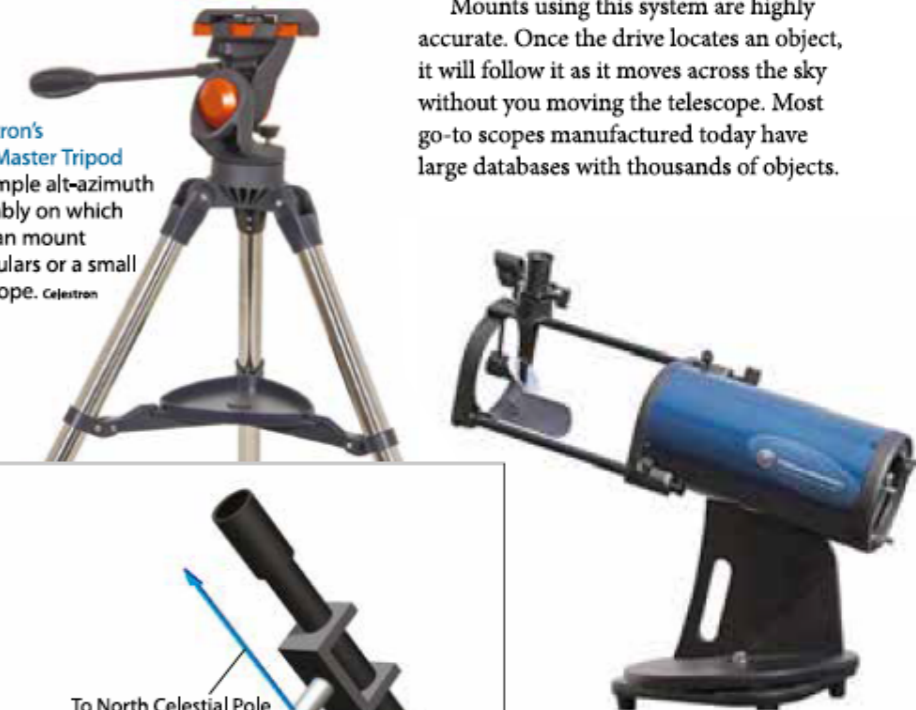 Mounts using this system are highly
accurate. Once the drive locates an object,
it will follow it as it moves across the sky
without you moving the telescope. Most
go-to scopes manufactured today have
large databases with thousands of objects.
tron's
Master Tripod
mple alt-azimuth
bly on which
an mount
ulars or a small
ope. Celestron
To North Celestial Pole